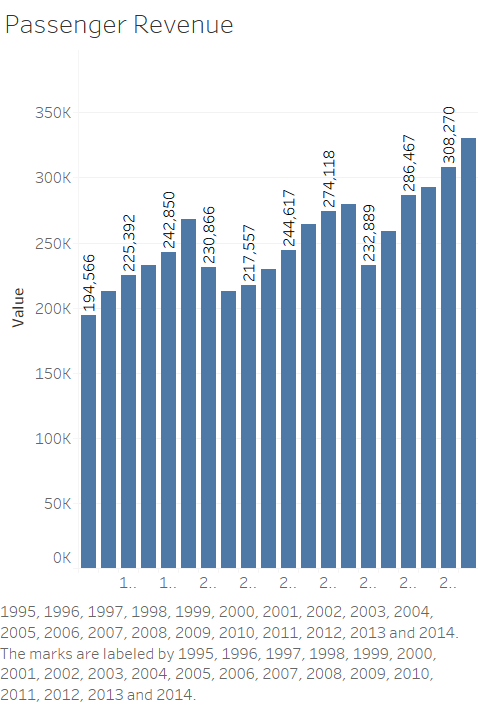 Passenger Revenue
350K
300K
250K
200K
150K
100K
50K
0K
Value
194,566
225,392
242,850
230,866
217,557
244,617
274,118
232,889
286,467
308,270
1..
1..
2..
2..
2..
2..
2..
2..
2..
1995, 1996, 1997, 1998, 1999, 2000, 2001, 2002, 2003, 2004,
2005, 2006, 2007, 2008, 2009, 2010, 2011, 2012, 2013 and 2014.
The marks are labeled by 1995, 1996, 1997, 1998, 1999, 2000,
2001, 2002, 2003, 2004, 2005, 2006, 2007, 2008, 2009, 2010,
2011, 2012, 2013 and 2014.